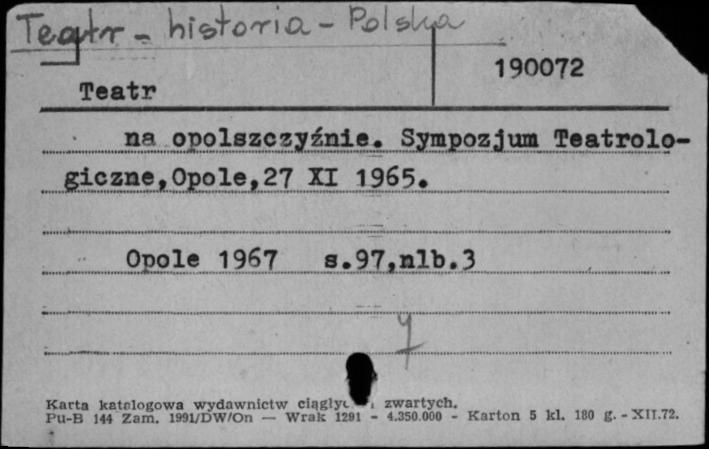 Teatr - historia - Polska
190072
Teatr
na opolszczyźnie. Sympozjum Teatrolo-
giczne,Opole,27 XI 1965.
Opole 1967 s.97,nlb.3
Karta katalogowa wydawnictw zwartych.
Pu-B 144 Zam. 1991/DW/On — Wrak 1291 - 4.350.000 - Karton 5 kl. 180 g. - XII.72.